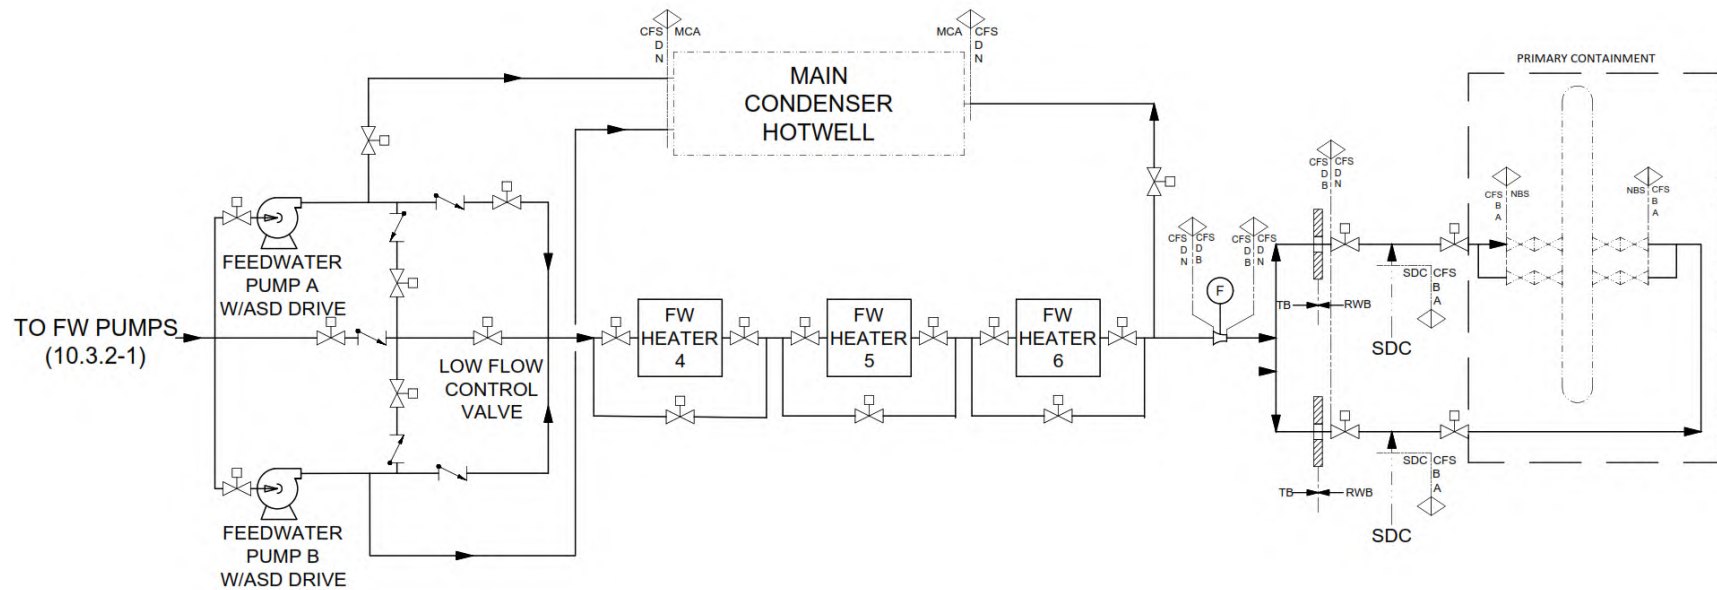 CFS MCA
D
N
MCA CFS
D
N
MAIN
CONDENSER
HOTWELL
PRIMARY CONTAINMENT
FEEDWATER
PUMP A
W/ASD DRIVE
TO FW PUMPS
(10.3.2-1)
LOW FLOW
CONTROL
VALVE
FW
HEATER
4
FW
HEATER
5
FW
HEATER
6
F
CFS CFS
D D
N B
CFS CFS
D D
B N
CFS CFS
D D
B N
CFS NBS
B
A
NBS CFS
B
A
TB RWB
SDC CFS
B
A
SDC
FEEDWATER
PUMP B
W/ASD DRIVE
TB RWB
SDC CFS
B
A
SDC